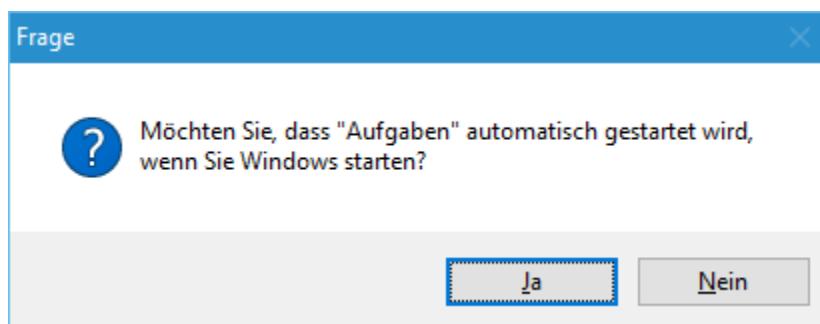 Frage
Möchten Sie, dass "Aufgaben" automatisch gestartet wird,
wenn Sie Windows starten?
Ja
Nein